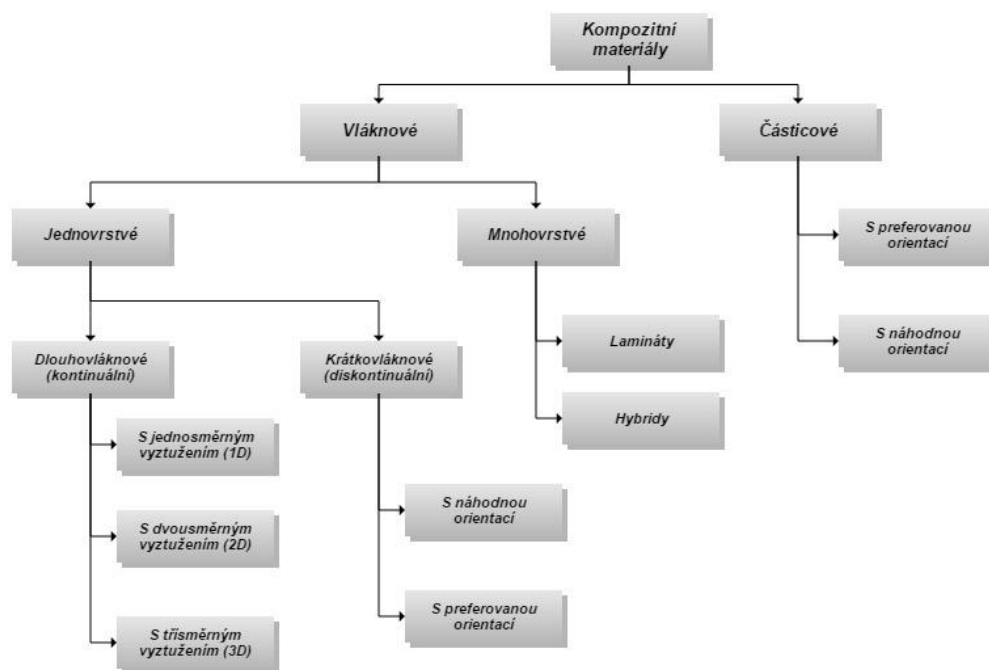 Kompozitní
materiály
Vláknové
Částicové
Jednovrstvé
Mnohovrstvé
S preferovanou
orientací
S náhodnou
orientací
Dlouhovláknové
(kontinuální)
Krátkovláknové
(diskontinuální)
Lamináty
Hybridy
S jednosměrným
vyztužením (1D)
S dvousměrným
vyztužením (2D)
S třísměrným
vyztužením (3D)
S náhodnou
orientací
S preferovanou
orientací